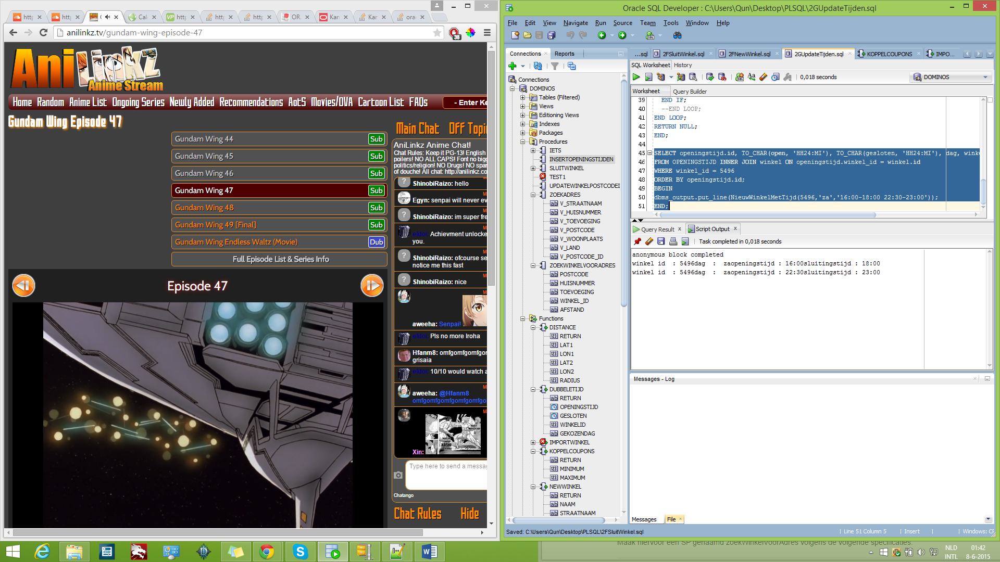 http
http
Cal
http
http
http
OR
Kan
Kan
ora
anilinkz.tv/gundam-wing-episode-47
38
AniLinkz
Anime Stream
Home Random Anime List Ongoing Series Newly Added Recommendations AotS Movies/OVA Cartoon List FAQs
- Enter Ke
Gundam Wing Episode 47
Gundam Wing 44 Sub
Gundam Wing 45 Sub
Gundam Wing 46 Sub
Gundam Wing 47 Sub
Gundam Wing 48 Sub
Gundam Wing 49 [Final] Sub
Gundam Wing Endless Waltz (Movie) Dub
Full Episode List & Series Info
Episode 47
Main Chat OFF Topi
AniLinkz Anime Chat!
Chat Rules: Keep it PG-13! English
poilers! NO ALL CAPS! Font no bigg
politics/religion! NO Drugs! NO spam
of douche! All chat: http://anilinkz.co
ShinobiRaizo: hello
Egyn: senpai will never ev
ShinobiRaizo: im super fre
Achievment unlocke
you.
ShinobiRaizo: ofcourse se
notice me this fast
ShinobiRaizo: nice
aweeha: Senpai!
Pls no more Iroha
Hfanm8: omfgomfgomfgor
grisaia
10/10 would watch a
aweeha: @Hfanm8
omfgomfgomfgomfgomfgor
Xin:
Type here to send a messag
Chatango
Chat Rules Hide
Oracle SQL Developer : C:\Users\Qun\Desktop\PLSQL\2GUpdateTijden.sql
File Edit View Navigate Run Source Team Tools Window Help
Connections Reports
Connections
DOMINOS
Tables (Filtered)
Views
Editioning Views
Indexes
Packages
Procedures
IETS
INSERTOPENINGSTIJDEN
SLUITWINKEL
TEST1
UPDATEWINKELPOSTCODEI
ZOEKADRES
V_STRAATNAAM
V_HUISNUMMER
V_TOEVOEGING
V_POSTCODE
V_WOONPLAATS
V_LAND
V_POSTCODE_ID
ZOEKWINKELVOORADRES
POSTCODE
HUISNUMMER
TOEVOEGING
WINKEL_ID
AFSTAND
Functions
DISTANCE
RETURN
LAT1
LON1
LAT2
LON2
RADIUS
DUBBELETIJD
RETURN
OPENINGSTIJD
GESLOTEN
WINKELID
GEKOZENDAG
IMPORTWINKEL
KOPPELCOUPONS
RETURN
MINIMUM
MAXIMUM
NEWWINKEL
RETURN
NAAM
STRAATNAAM
...sql 2FSluitWinkel.sql 2FNewWinkel.sql 2GUpdateTijden.sql KOPPELCOUPONS IMPO...
SQL Worksheet History
0,018 seconds
DOMINOS
Worksheet Query Builder
39 END IF;
40 --END LOOP;
41 END LOOP;
42 RETURN NULL;
43 END;
44
45 SELECT openingstijd.id, TO_CHAR(open, 'HH24:MI'), TO_CHAR(gesloten, 'HH24:MI'), dag, wink
46 FROM OPENINGSTIJD INNER JOIN winkel ON openingstijd.winkel_id = winkel.id
47 WHERE winkel_id = 5496
48 ORDER BY openingstijd.id;
49 BEGIN
50 dbms_output.put_line(NieuwWinkelMetTijd(5496,'za','16:00-18:00 22:30-23:00'));
51 END;
Query Result Script Output
Task completed in 0,018 seconds
anonymous block completed
winkel id : 5496dag : zaopeningstijd : 16:00sluitingstijd : 18:00
winkel id : 5496dag : zaopeningstijd : 22:30sluitingstijd : 23:00
Messages - Log
Messages File
Saved: C:\Users\Qun\Desktop\PLSQL\2FSluitWinkel.sql
Line 51 Column 5 Insert Windows: CF
Maak hiervoor een SP genaamd zoekWinkelvoorAdres volgens de volgende specificaties.
NLD
INTL
01:42
8-6-2015